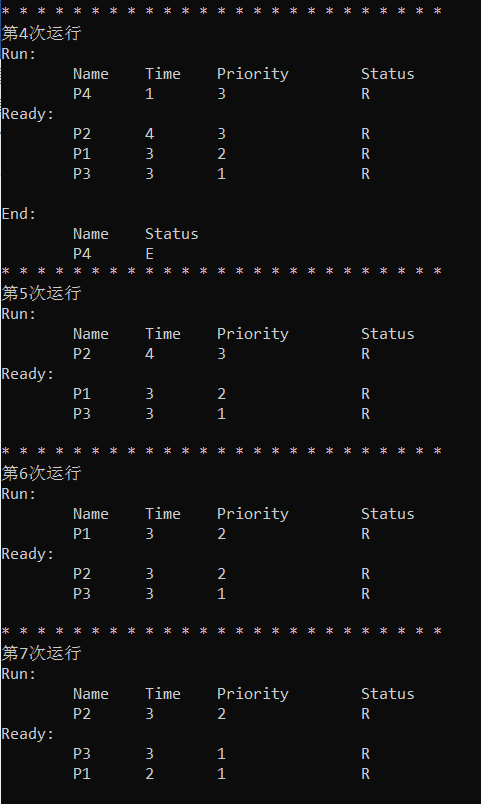 * * * * * * * * * * * * * * * * * * * * * * * * *
第4次运行
Run:
Name Time Priority Status
P4 1 3 R
Ready:
P2 4 3 R
P1 3 2 R
P3 3 1 R
End:
Name Status
P4 E
* * * * * * * * * * * * * * * * * * * * * * * * *
第5次运行
Run:
Name Time Priority Status
P2 4 3 R
Ready:
P1 3 2 R
P3 3 1 R
* * * * * * * * * * * * * * * * * * * * * * * * *
第6次运行
Run:
Name Time Priority Status
P1 3 2 R
Ready:
P2 3 2 R
P3 3 1 R
* * * * * * * * * * * * * * * * * * * * * * * * *
第7次运行
Run:
Name Time Priority Status
P2 3 2 R
Ready:
P3 3 1 R
P1 2 1 R